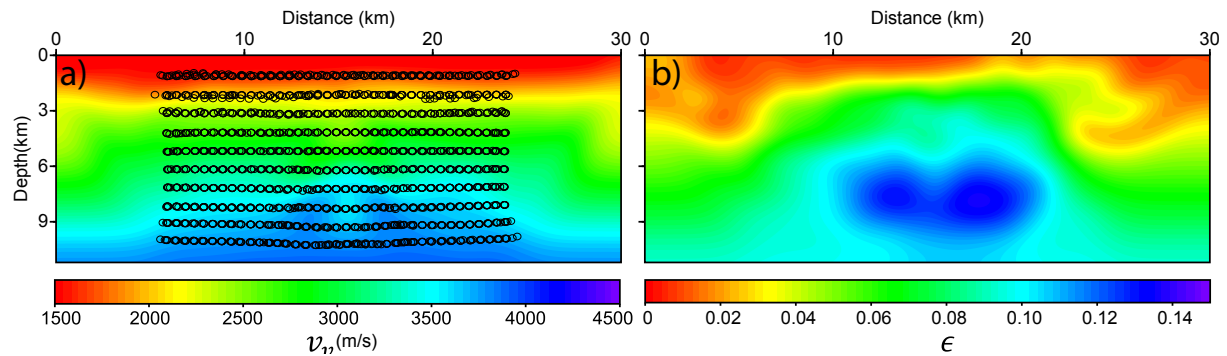 Distance (km) Distance (km)
0 10 20 30 0 10 20 30
a) b)
0
3
6
9
Depth(km)
1500 2000 2500 3000 3500 4000 4500 0 0.02 0.04 0.06 0.08 0.10 0.12 0.14
v_v(m/s) ϵ